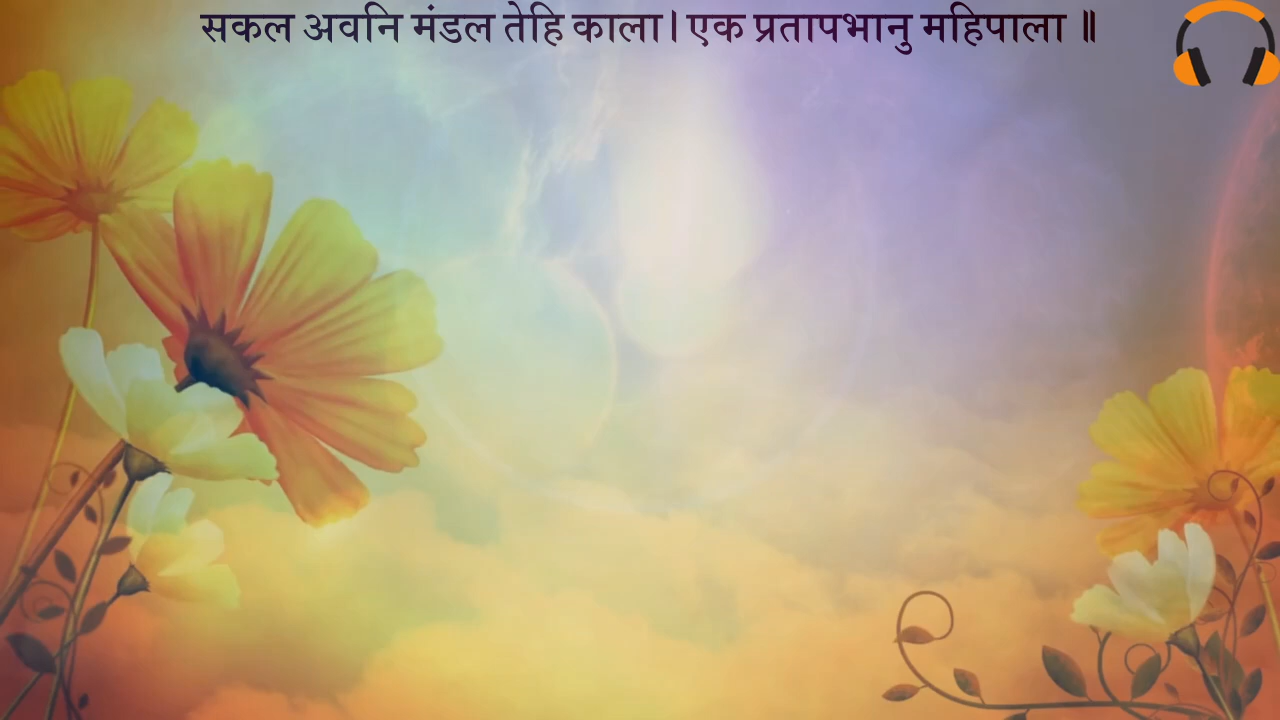 सकल अवनि मंडल तेहि काला। एक प्रतापभानु महिपाला ॥